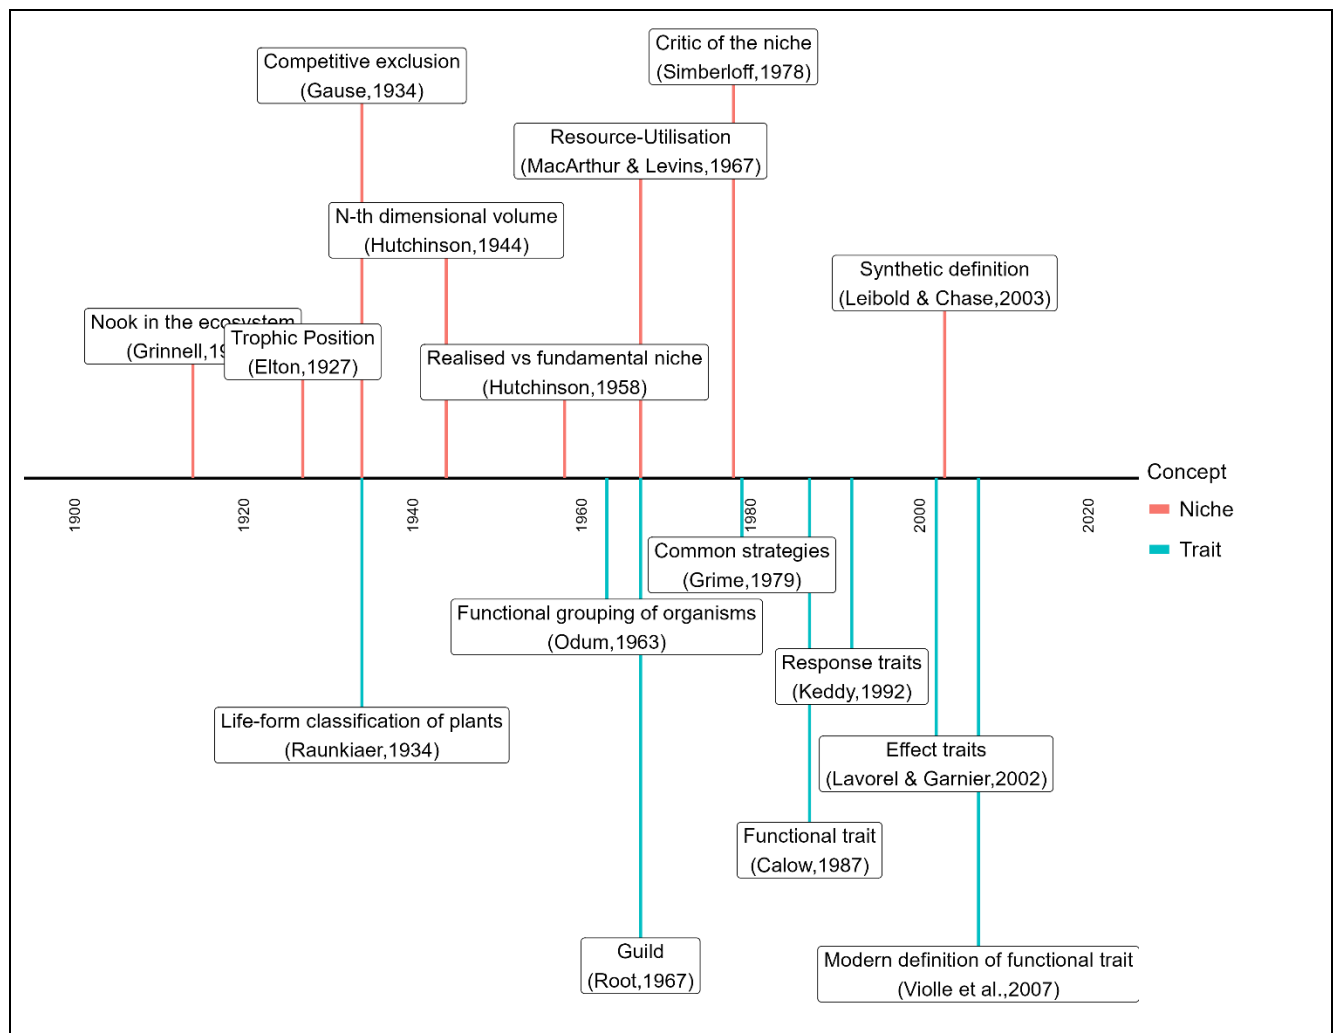 Critic of the niche
(Simberloff,1978)
Competitive exclusion
(Gause,1934)
Resource-Utilisation
(MacArthur & Levins,1967)
N-th dimensional volume
(Hutchinson,1944)
Synthetic definition
(Leibold & Chase,2003)
Nook in the ecosystem
(Grinnell,
Trophic Position
(Elton,1927)
Realised vs fundamental niche
(Hutchinson,1958)
1900
1920
1940
1960
1980
2000
2020
Concept
Niche
Trait
Common strategies
(Grime,1979)
Functional grouping of organisms
(Odum,1963)
Response traits
(Keddy,1992)
Life-form classification of plants
(Raunkiaer,1934)
Effect traits
(Lavorel & Garnier,2002)
Functional trait
(Calow,1987)
Guild
(Root,1967)
Modern definition of functional trait
(Violle et al.,2007)